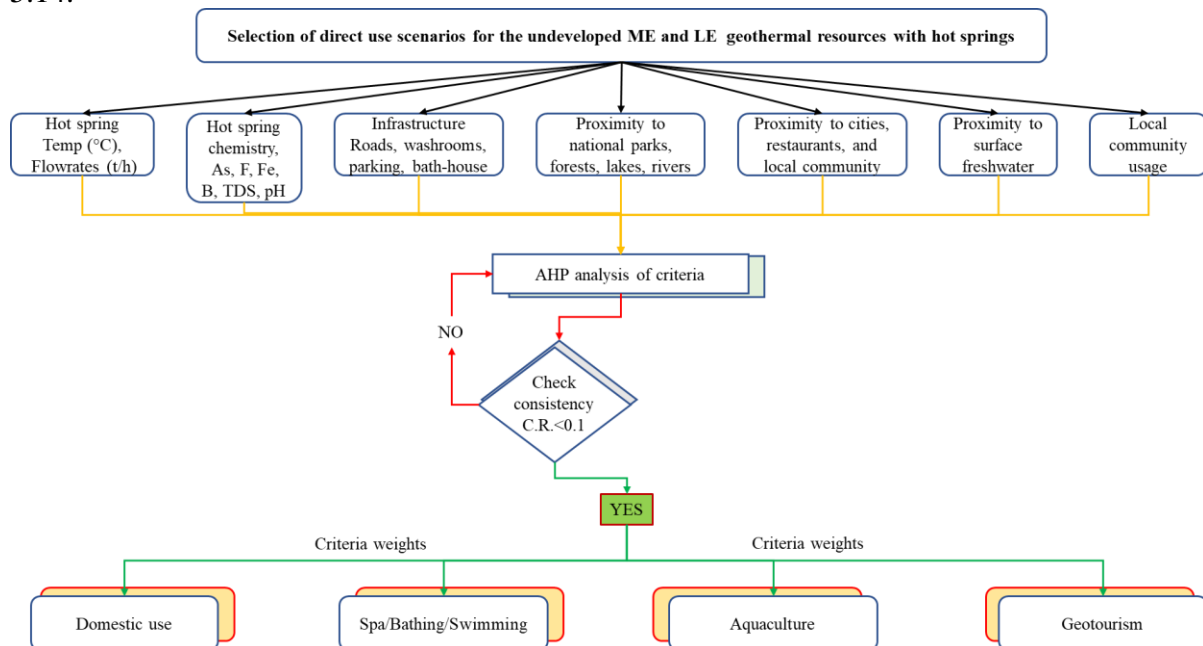 Selection of direct use scenarios for the undeveloped ME and LE geothermal resources with hot springs
Hot spring
Temp (°C),
Flowrates (t/h)
Hot spring
chemistry,
As, F, Fe,
B, TDS, pH
Infrastructure
Roads, washrooms,
parking, bath-house
Proximity to
national parks,
forests, lakes, rivers
Proximity to cities,
restaurants, and
local community
Proximity to
surface
freshwater
Local
community
usage
AHP analysis of criteria
NO
Check
consistency
C.R.<0.1
YES
Criteria weights
Criteria weights
Domestic use
Spa/Bathing/Swimming
Aquaculture
Geotourism